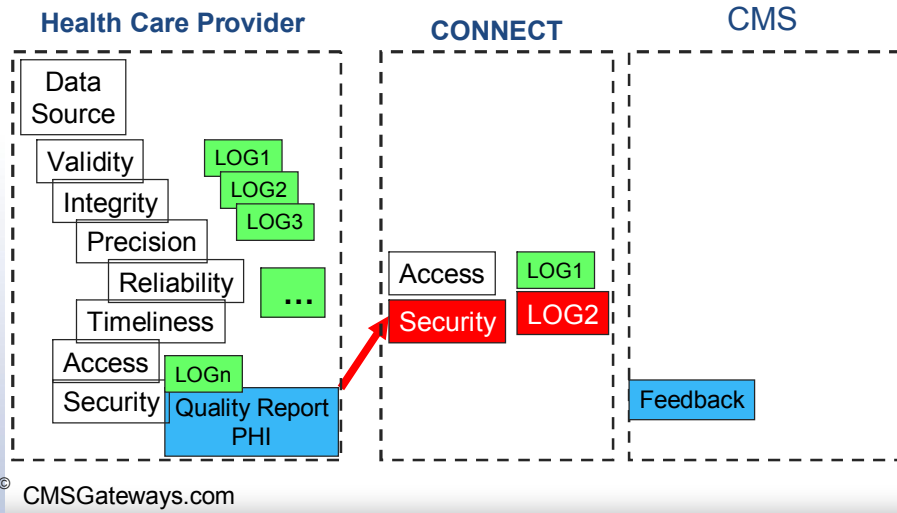 Health Care Provider
CONNECT
CMS
Data
Source
Validity
LOG1
Integrity
LOG2
Precision
LOG3
Reliability
...
Timeliness
Access
LOGn
Security
Quality Report
PHI
Access
LOG1
Security
LOG2
Feedback
© CMSGateways.com